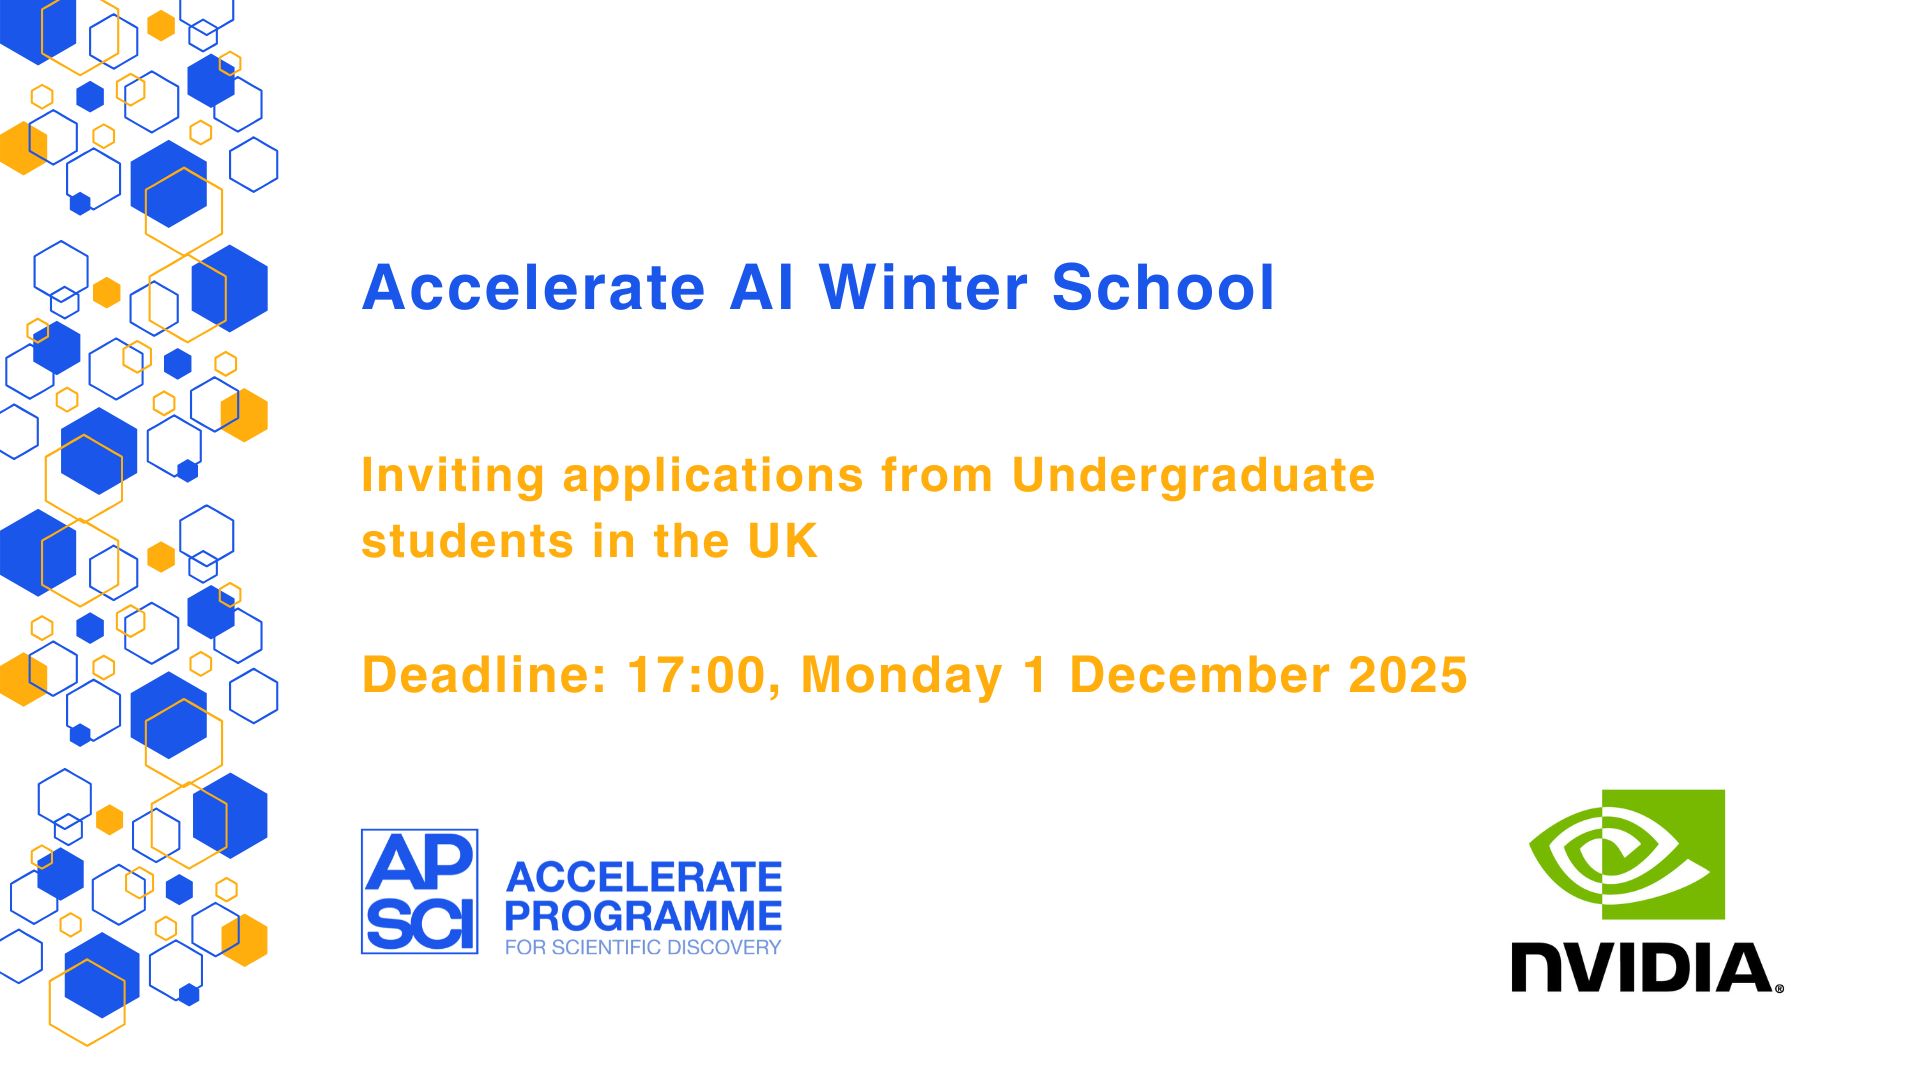 Accelerate AI Winter School
Inviting applications from Undergraduate
students in the UK
Deadline: 17:00, Monday 1 December 2025
AP
SCI
ACCELERATE
PROGRAMME
FOR SCIENTIFIC DISCOVERY
NVIDIA®